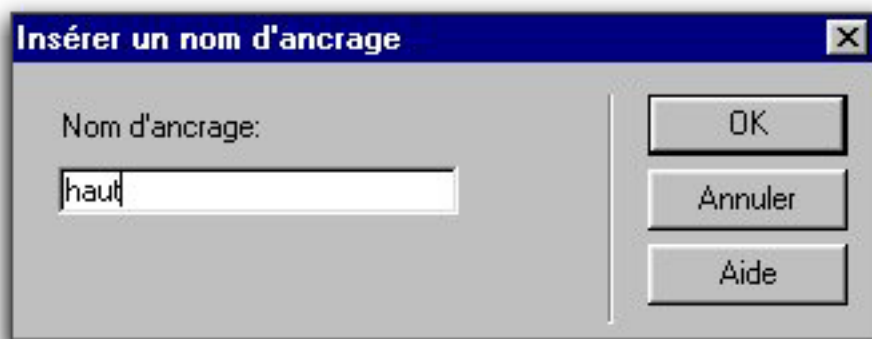 Insérer un nom d'ancrage
Nom d'ancrage:
haut
OK
Annuler
Aide